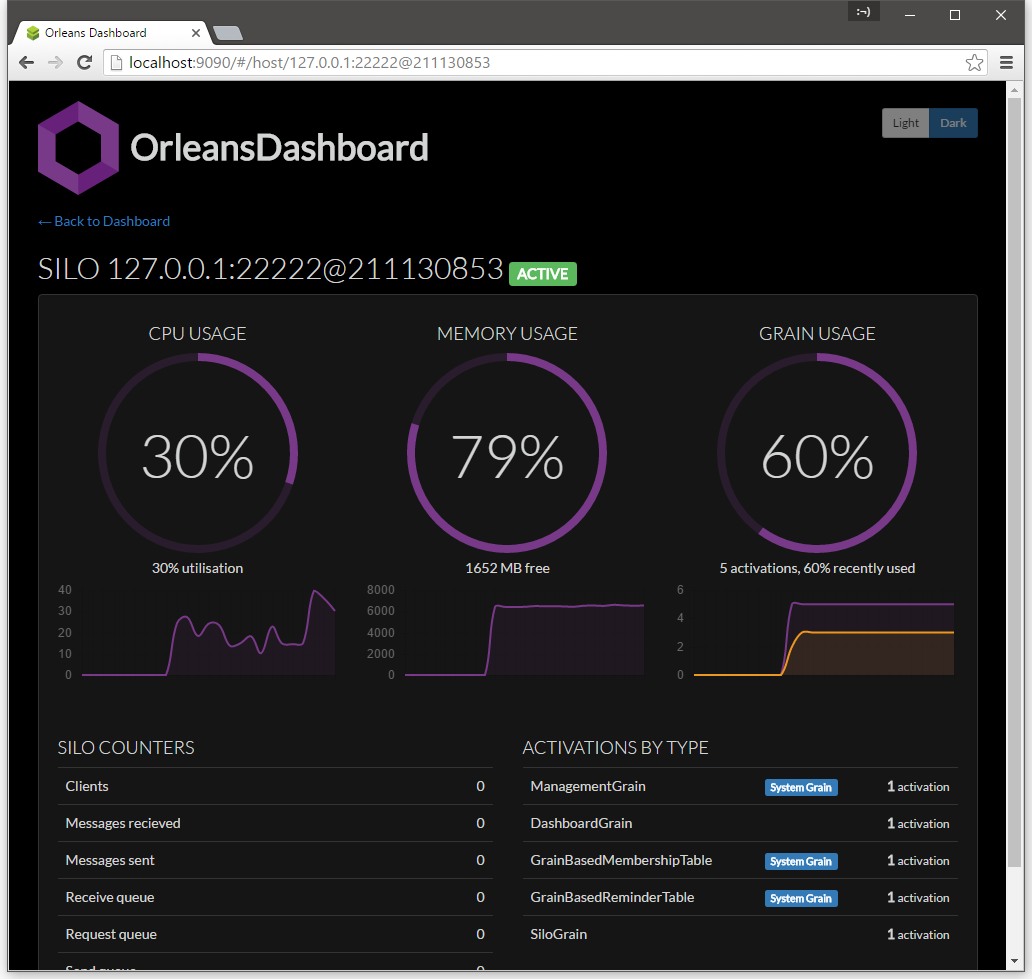 :¬)
Orleans Dashboard
localhost:9090/#/host/127.0.0.1:22222@211130853
OrleansDashboard
Light Dark
← Back to Dashboard
SILO 127.0.0.1:22222@211130853 ACTIVE
CPU USAGE MEMORY USAGE GRAIN USAGE
30% 79% 60%
30% utilisation 1652 MB free 5 activations, 60% recently used
40 8000 6
30 6000 4
20 4000 2
10 2000 0
0 0
SILO COUNTERS ACTIVATIONS BY TYPE
Clients 0 ManagementGrain System Grain 1 activation
Messages recieved 0 DashboardGrain 1 activation
Messages sent 0 GrainBasedMembershipTable System Grain 1 activation
Receive queue 0 GrainBasedReminderTable System Grain 1 activation
Request queue 0 SiloGrain 1 activation
Send queue 0